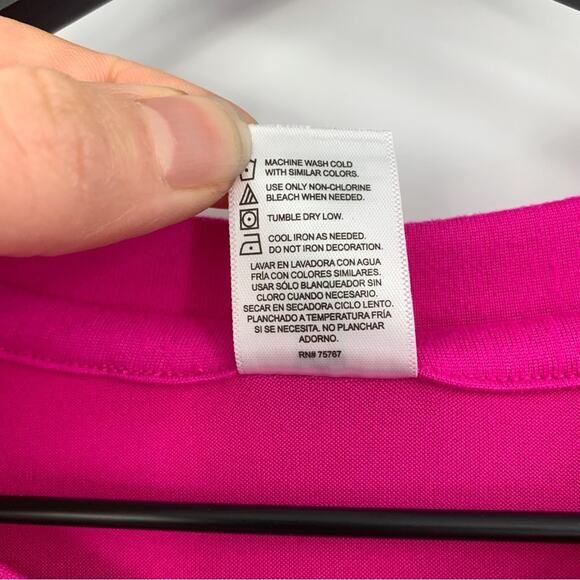 MACHINE WASH COLD
WITH SIMILAR COLORS.
USE ONLY NON-CHLORINE
BLEACH WHEN NEEDED.
TUMBLE DRY LOW.
COOL IRON AS NEEDED.
DO NOT IRON DECORATION.
LAVAR EN LAVADORA CON AGUA
FRÍA CON COLORES SIMILARES.
USAR SÓLO BLANQUEADOR SIN
CLORO CUANDO NECESARIO.
SECAR EN SECADORA CICLO LENTO.
PLANCHADO A TEMPERATURA FRÍA
SI SE NECESITA. NO PLANCHAR
ADORNO.
RN# 75767